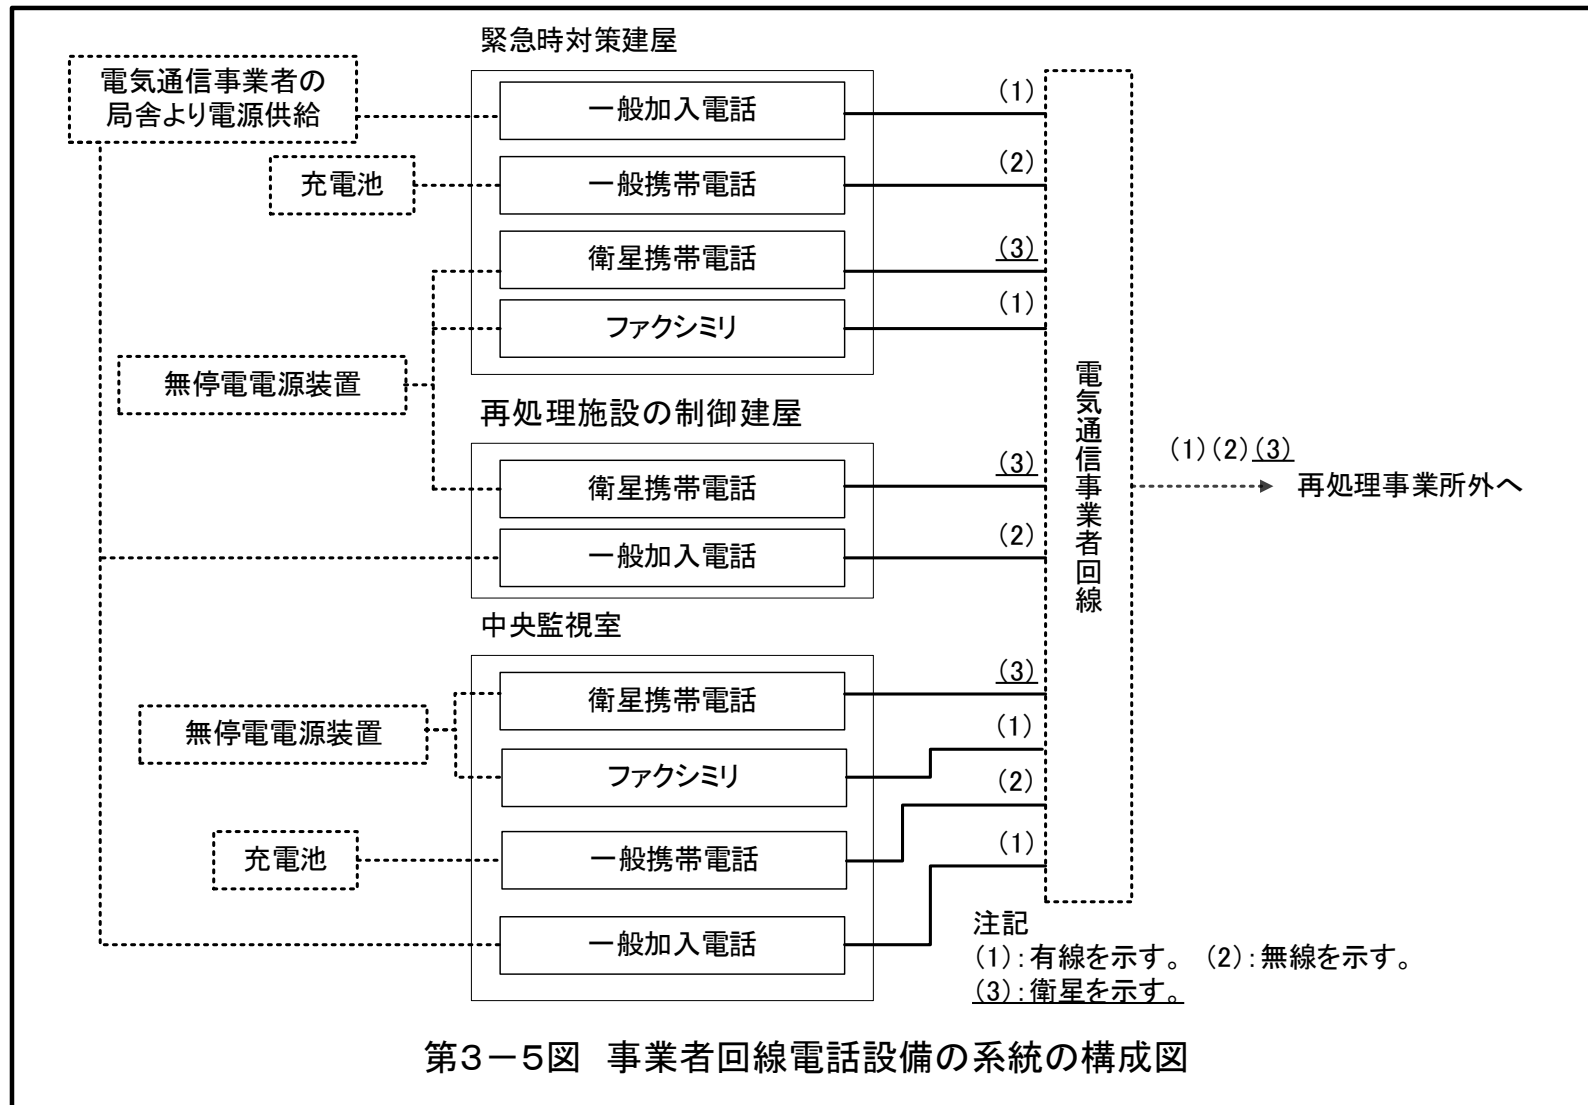 緊急時対策建屋
電気通信事業者の
局舎より電源供給
一般加入電話
(1)
充電池
一般携帯電話
(2)
衛星携帯電話
(3)
ファクシミリ
(1)
無停電電源装置
再処理施設の制御建屋
衛星携帯電話
(3)
一般加入電話
(2)
電気通信事業者回線
(1)(2)(3)
再処理事業所外へ
中央監視室
衛星携帯電話
(3)
無停電電源装置
ファクシミリ
(1)
充電池
一般携帯電話
(2)
一般加入電話
(1)
注記
(1):有線を示す。 (2):無線を示す。
(3):衛星を示す。
第3-5図 事業者回線電話設備の系統の構成図